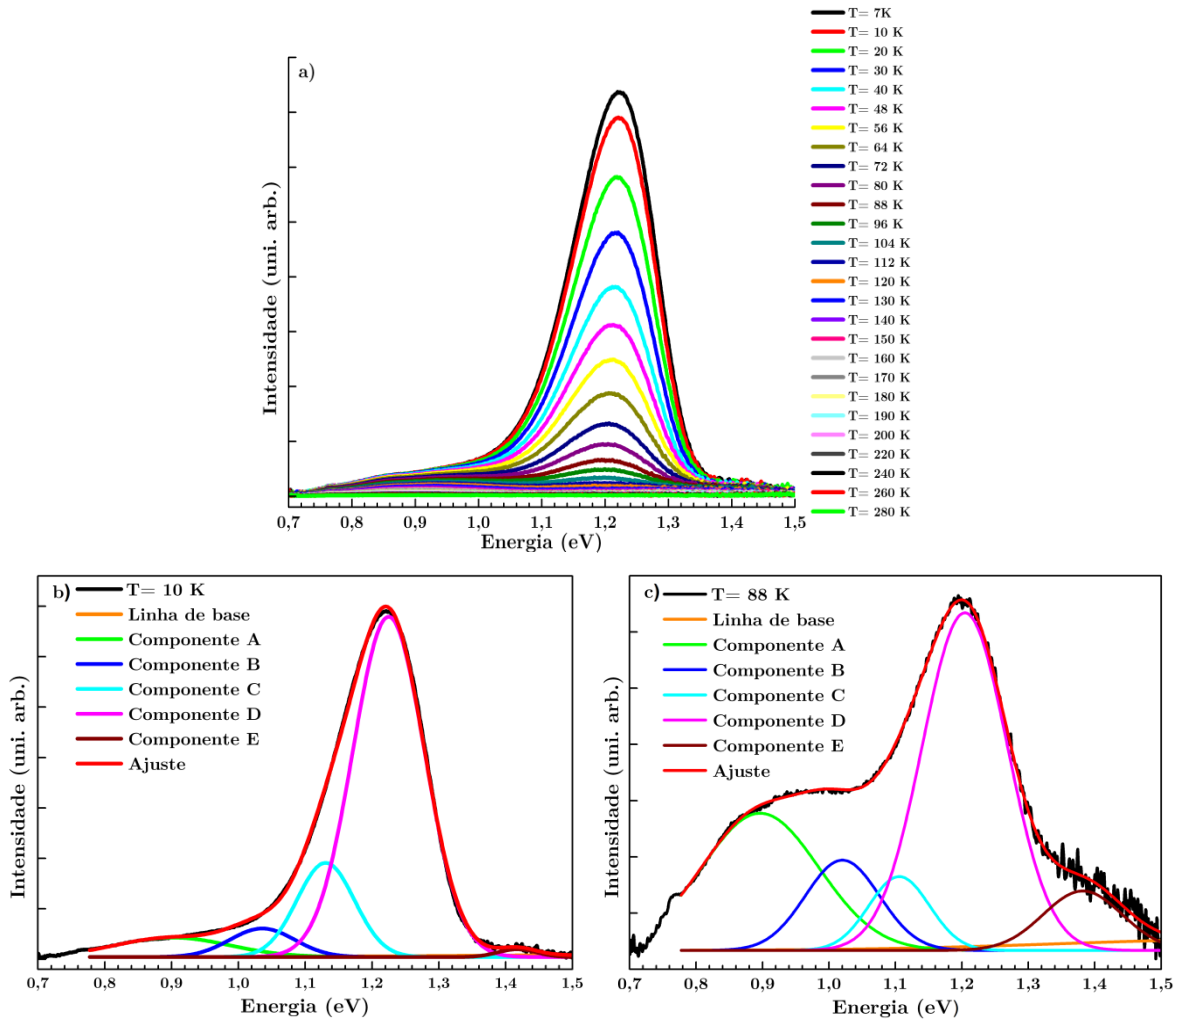 a)
Intensidade (uni. arb.)
0,7 0,8 0,9 1,0 1,1 1,2 1,3 1,4 1,5
Energia (eV)
T= 7K
T= 10 K
T= 20 K
T= 30 K
T= 40 K
T= 48 K
T= 56 K
T= 64 K
T= 72 K
T= 80 K
T= 88 K
T= 96 K
T= 104 K
T= 112 K
T= 120 K
T= 130 K
T= 140 K
T= 150 K
T= 160 K
T= 170 K
T= 180 K
T= 190 K
T= 200 K
T= 220 K
T= 240 K
T= 260 K
T= 280 K
b)
T= 10 K
Linha de base
Componente A
Componente B
Componente C
Componente D
Componente E
Ajuste
Intensidade (uni. arb.)
0,7 0,8 0,9 1,0 1,1 1,2 1,3 1,4 1,5
Energia (eV)
c)
T= 88 K
Linha de base
Componente A
Componente B
Componente C
Componente D
Componente E
Ajuste
Intensidade (uni. arb.)
0,7 0,8 0,9 1,0 1,1 1,2 1,3 1,4 1,5
Energia (eV)